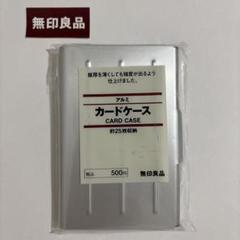 無印良品
板厚を薄くしても強度が出るよう
仕上げました。
アルミ
カードケース
CARD CASE
約25枚収納
税込 500円
無印良品